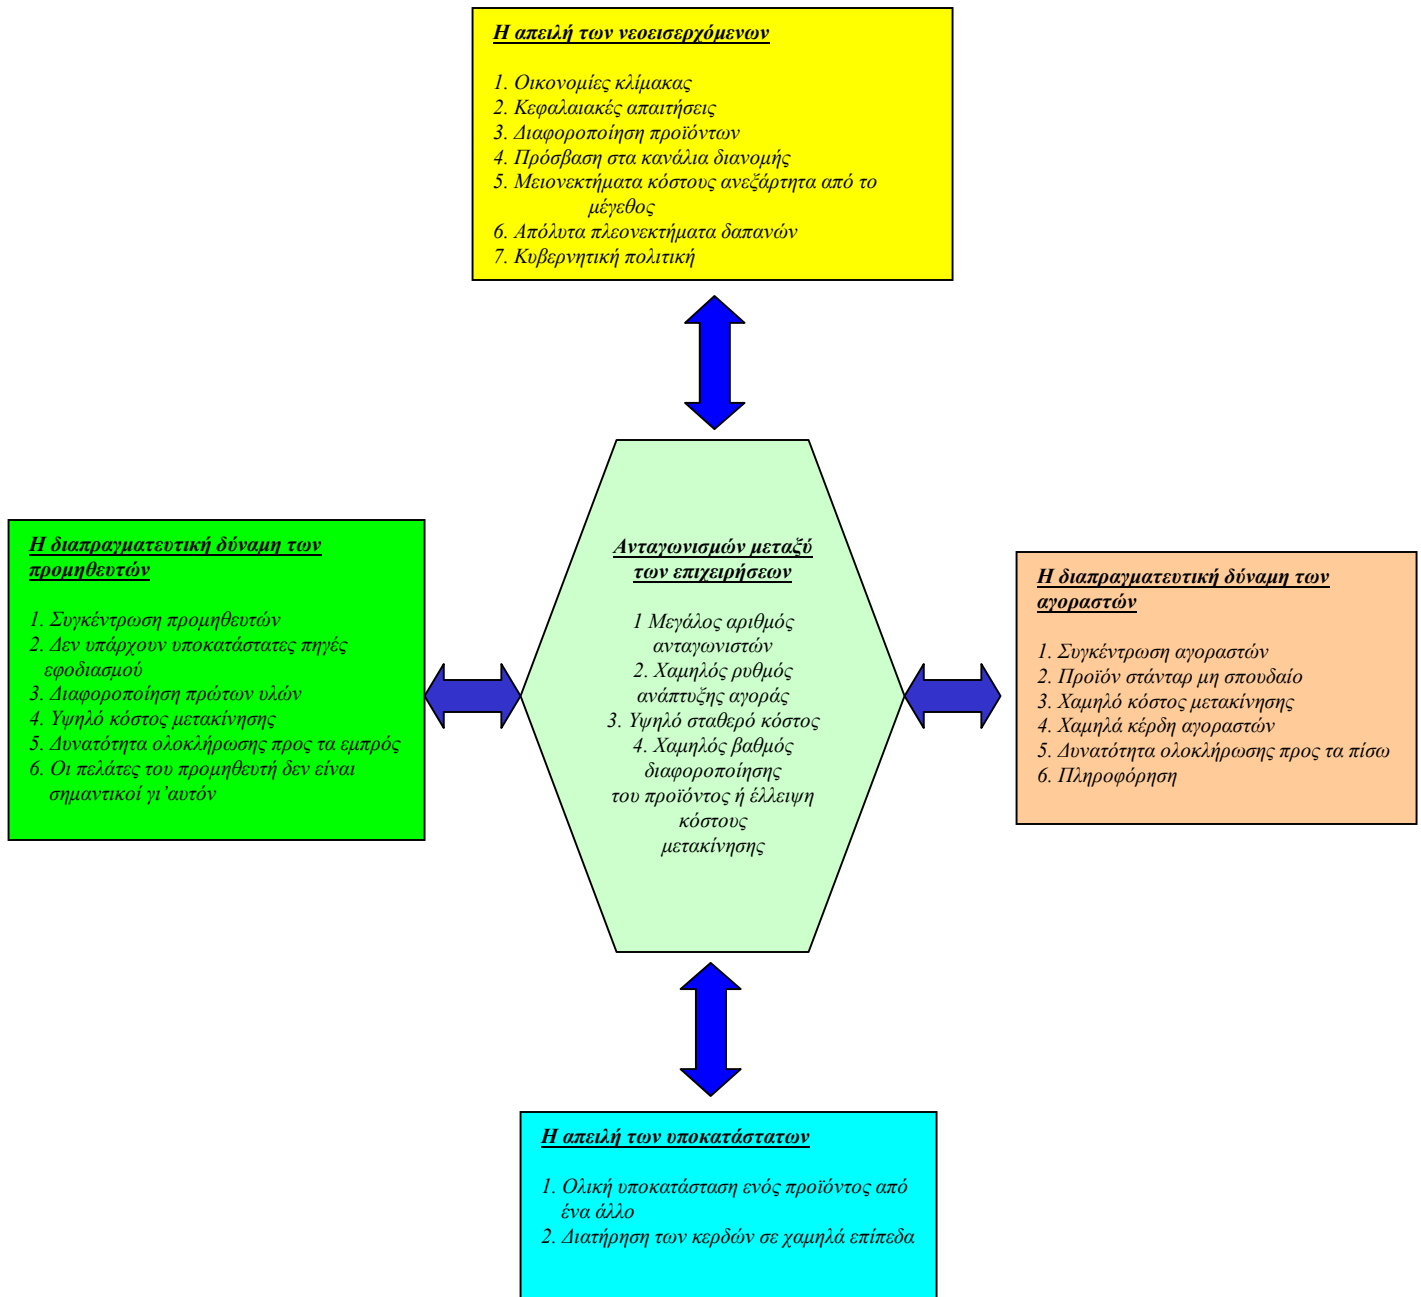 Η απειλή των νεοεισερχόμενων
1. Οικονομίες κλίμακας
2. Κεφαλαιακές απαιτήσεις
3. Διαφοροποίηση προϊόντων
4. Πρόσβαση στα κανάλια διανομής
5. Μειονεκτήματα κόστους ανεξάρτητα από το
μέγεθος
6. Απόλυτα πλεονεκτήματα δαπανών
7. Κυβερνητική πολιτική
Η διαπραγματευτική δύναμη των
προμηθευτών
1. Συγκέντρωση προμηθευτών
2. Δεν υπάρχουν υποκατάστατες πηγές
εφοδιασμού
3. Διαφοροποίηση πρώτων υλών
4. Υψηλό κόστος μετακίνησης
5. Δυνατότητα ολοκλήρωσης προς τα εμπρός
6. Οι πελάτες του προμηθευτή δεν είναι
σημαντικοί γι’αυτόν
Ανταγωνισμών μεταξύ
των επιχειρήσεων
1 Μεγάλος αριθμός
ανταγωνιστών
2. Χαμηλός ρυθμός
ανάπτυξης αγοράς
3. Υψηλό σταθερό κόστος
4. Χαμηλός βαθμός
διαφοροποίησης
του προϊόντος ή έλλειψη
κόστους
μετακίνησης
Η διαπραγματευτική δύναμη των
αγοραστών
1. Συγκέντρωση αγοραστών
2. Προϊόν στάνταρ μη σπουδαίο
3. Χαμηλό κόστος μετακίνησης
4. Χαμηλά κέρδη αγοραστών
5. Δυνατότητα ολοκλήρωσης προς τα πίσω
6. Πληροφόρηση
Η απειλή των υποκατάστατων
1. Ολική υποκατάσταση ενός προϊόντος από
ένα άλλο
2. Διατήρηση των κερδών σε χαμηλά επίπεδα